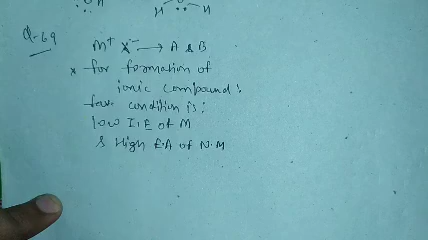 H O H
Q-69
M+ X- → A & B
* for formation of
ionic compound:
fav. condition is:
low I.E of M
& High E.A of N.M